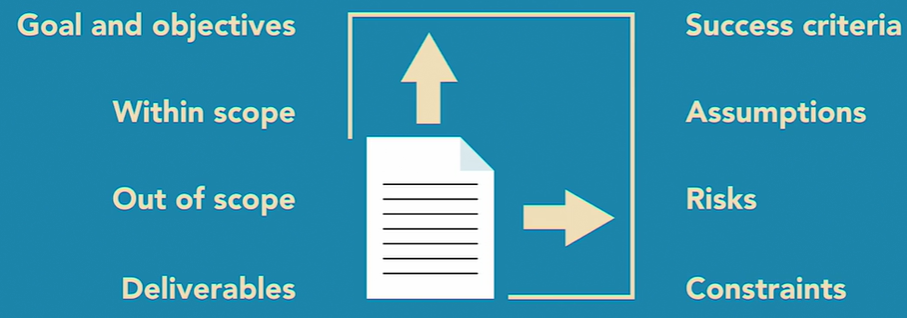 Goal and objectives
Within scope
Out of scope
Deliverables
Success criteria
Assumptions
Risks
Constraints